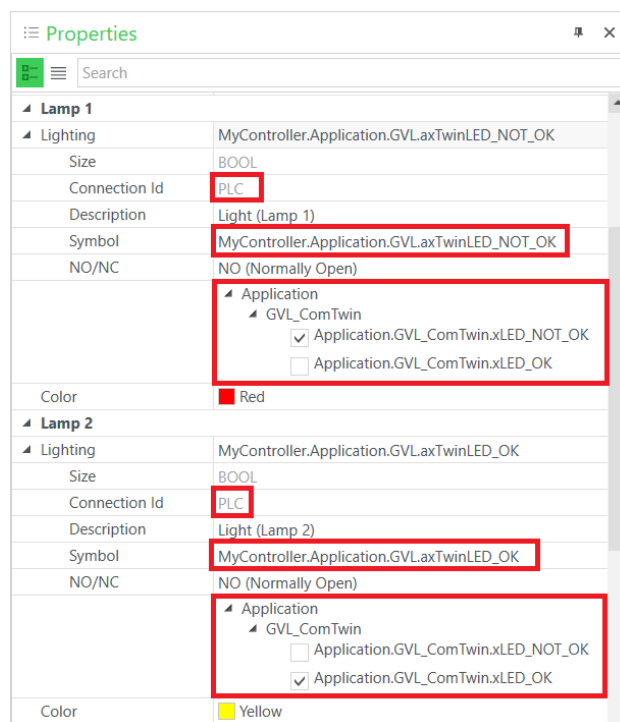 Properties
Search
Lamp 1
Lighting MyController.Application.GVL.axTwinLED_NOT_OK
Size BOOL
Connection Id PLC
Description Light (Lamp 1)
Symbol MyController.Application.GVL.axTwinLED_NOT_OK
NO/NC NO (Normally Open)
Application
GVL_ComTwin
Application.GVL_ComTwin.xLED_NOT_OK
Application.GVL_ComTwin.xLED_OK
Color Red
Lamp 2
Lighting MyController.Application.GVL.axTwinLED_OK
Size BOOL
Connection Id PLC
Description Light (Lamp 2)
Symbol MyController.Application.GVL.axTwinLED_OK
NO/NC NO (Normally Open)
Application
GVL_ComTwin
Application.GVL_ComTwin.xLED_NOT_OK
Application.GVL_ComTwin.xLED_OK
Color Yellow